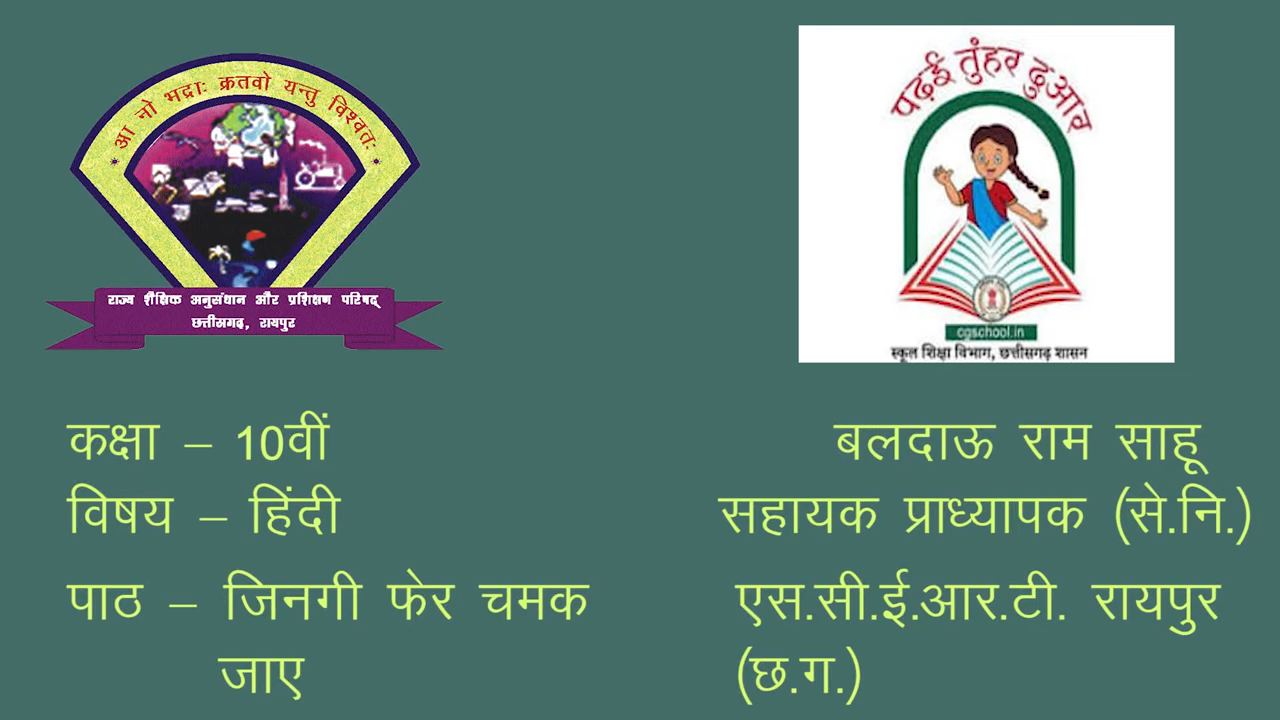 आ नो भद्राः क्रतवो यन्तु विश्वतः
राज्य शैक्षिक अनुसंधान और प्रशिक्षण परिषद्
छत्तीसगढ़, रायपुर
पढ़ई तुंहर दुआर
cgschool.in
स्कूल शिक्षा विभाग, छत्तीसगढ़ शासन
कक्षा – 10वीं
विषय – हिंदी
पाठ – जिनगी फेर चमक
जाए
बलदाऊ राम साहू
सहायक प्राध्यापक (से.नि.)
एस.सी.ई.आर.टी. रायपुर
(छ.ग.)